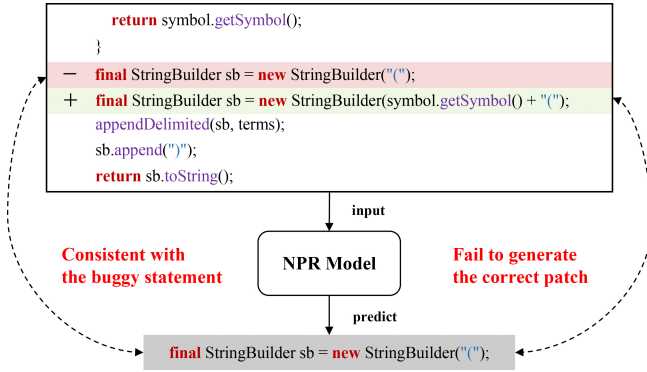 return symbol.getSymbol();
}
− final StringBuilder sb = new StringBuilder("(");
+ final StringBuilder sb = new StringBuilder(symbol.getSymbol() + "(");
appendDelimited(sb, terms);
sb.append(")");
return sb.toString();
input
Consistent with
the buggy statement
NPR Model
Fail to generate
the correct patch
predict
final StringBuilder sb = new StringBuilder("(");